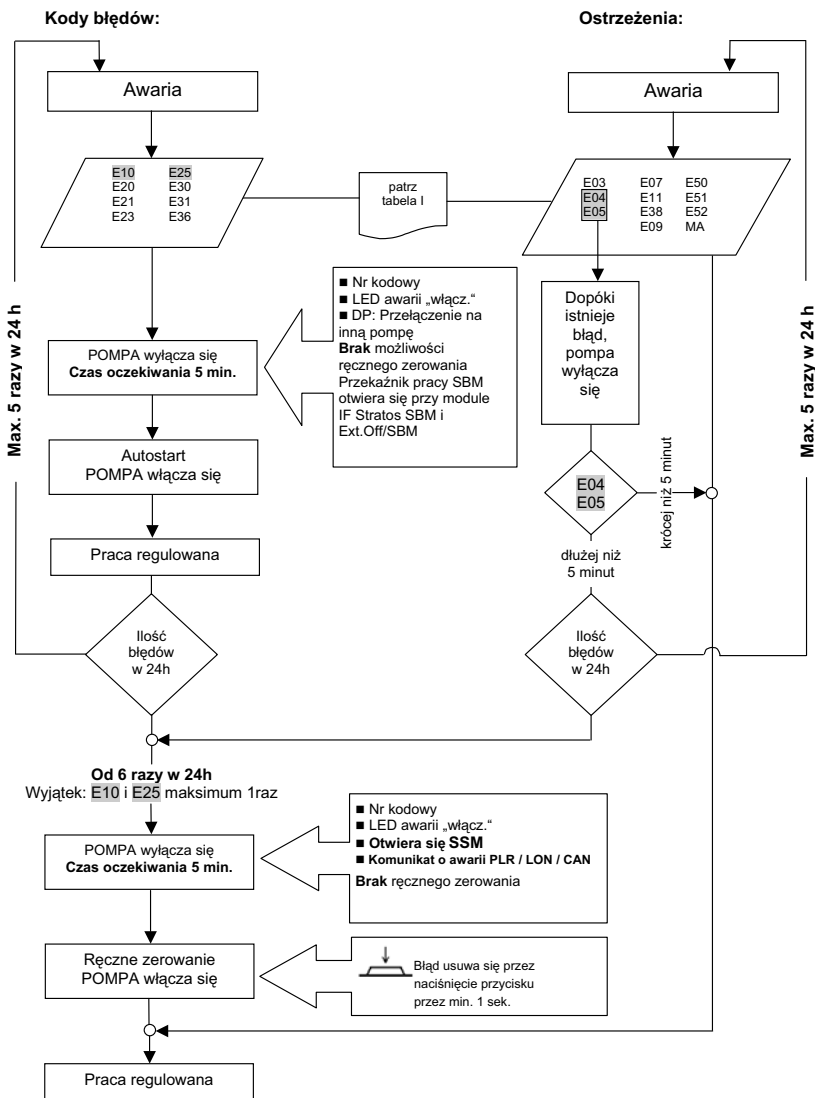 Kody błędów:
Awaria
E10 E25
E20 E30
E21 E31
E23 E36
patrz
tabela I
POMPA wyłącza się
Czas oczekiwania 5 min.
■ Nr kodowy
■ LED awarii „włącz.“
■ DP: Przełączenie na
inną pompę
Brak możliwości
ręcznego zerowania
Przekaźnik pracy SBM
otwiera się przy module
IF Stratos SBM i
Ext.Off/SBM
Autostart
POMPA włącza się
Praca regulowana
Ilość
błędów
w 24h
Max. 5 razy w 24 h
Ostrzeżenia:
Awaria
E03 E07 E50
E04 E11 E51
E05 E38 E52
E09 MA
Dopóki
istnieje
błąd,
pompa
wyłącza
się
E04
E05
krócej niż 5 minut
dłużej niż
5 minut
Ilość
błędów
w 24h
Max. 5 razy w 24 h
Od 6 razy w 24h
Wyjątek: E10 i E25 maksimum 1raz
POMPA wyłącza się
Czas oczekiwania 5 min.
■ Nr kodowy
■ LED awarii „włącz.“
■ Otwiera się SSM
■ Komunikat o awarii PLR / LON / CAN
Brak ręcznego zerowania
Ręczne zerowanie
POMPA włącza się
Błąd usuwa się przez
naciśnięcie przycisku
przez min. 1 sek.
Praca regulowana